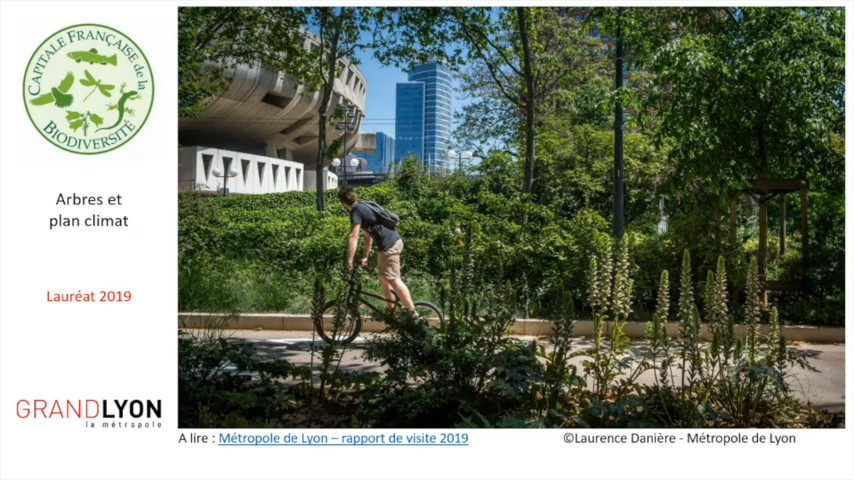 CAPITALE FRANÇAISE de la
BIODIVERSITÉ
Arbres et
plan climat
Lauréat 2019
GRANDLYON
la métropole
A lire : Métropole de Lyon – rapport de visite 2019
©Laurence Danière - Métropole de Lyon